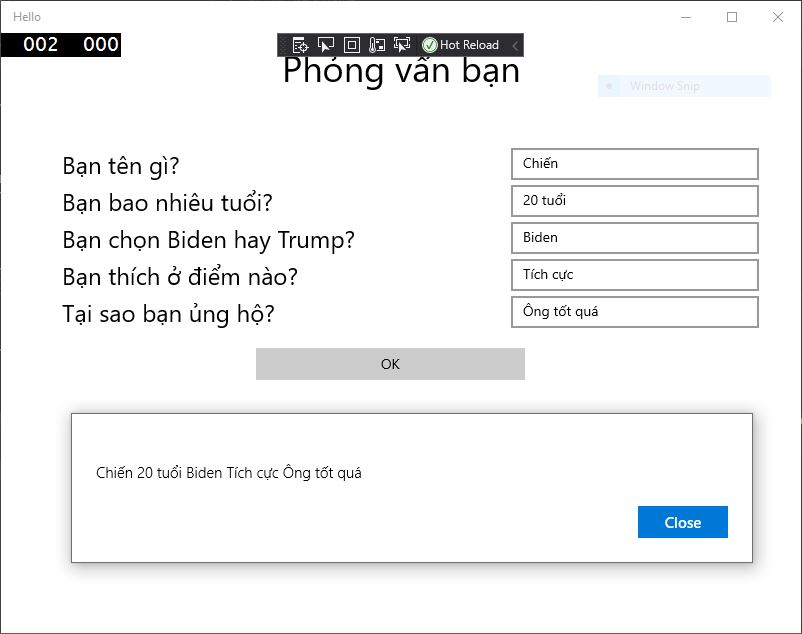 Hello
002 000
Hot Reload
Phỏng vấn bạn
Window Snip
Bạn tên gì? Chiến
Bạn bao nhiêu tuổi? 20 tuổi
Bạn chọn Biden hay Trump? Biden
Bạn thích ở điểm nào? Tích cực
Tại sao bạn ủng hộ? Ông tốt quá
OK
Chiến 20 tuổi Biden Tích cực Ông tốt quá
Close